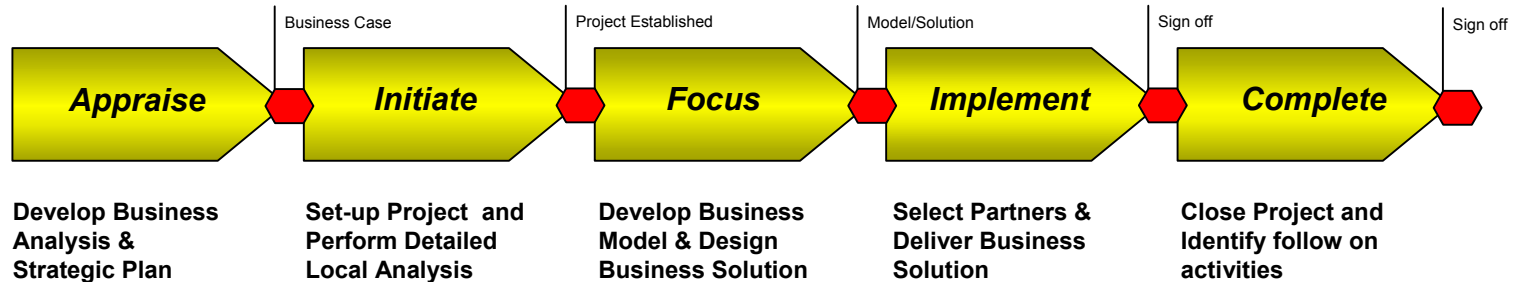 Business Case
Project Established
Model/Solution
Sign off
Sign off
Appraise
Initiate
Focus
Implement
Complete
Develop Business
Analysis &
Strategic Plan
Set-up Project and
Perform Detailed
Local Analysis
Develop Business
Model & Design
Business Solution
Select Partners &
Deliver Business
Solution
Close Project and
Identify follow on
activities